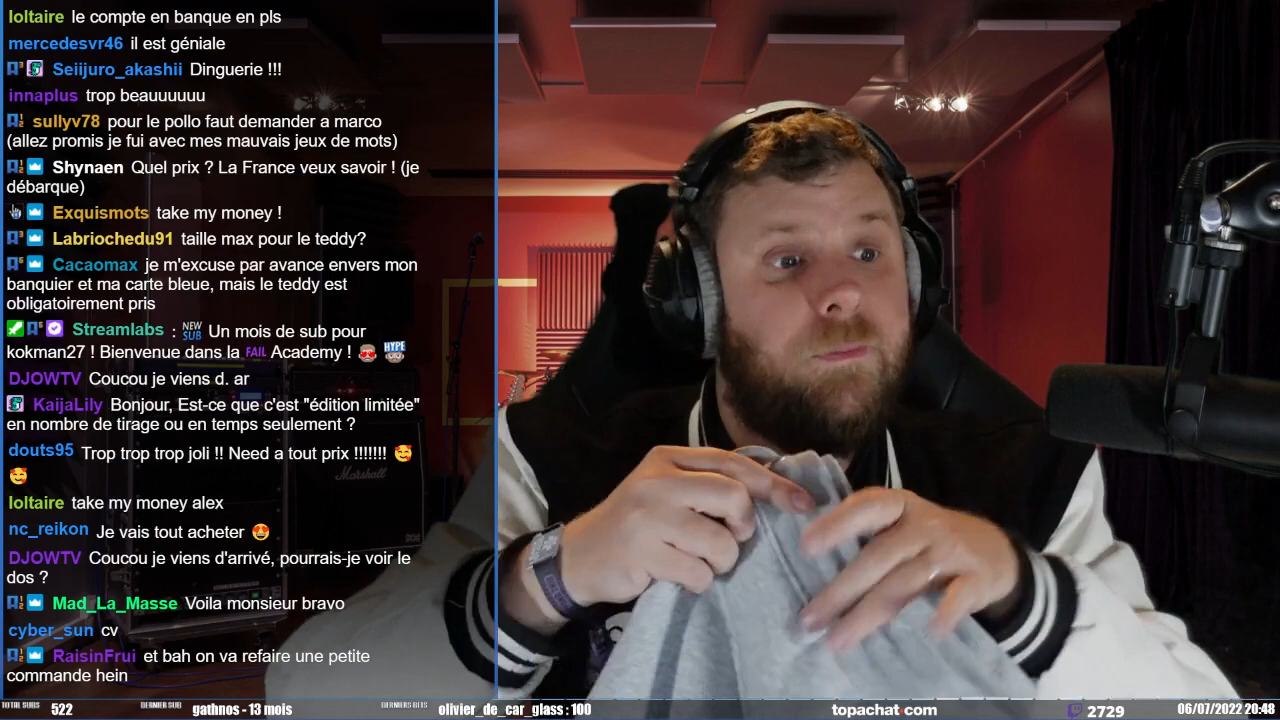 loltaire le compte en banque en pls
mercedesvr46 il est géniale
Seiijuro_akashii Dinguerie !!!
innaplus trop beauuuuuu
sullyv78 pour le pollo faut demander a marco
(allez promis je fui avec mes mauvais jeux de mots)
Shynaen Quel prix ? La France veux savoir ! (je
débarque)
Exquismots take my money !
Labriochedu91 taille max pour le teddy?
Cacaomax je m'excuse par avance envers mon
banquier et ma carte bleue, mais le teddy est
obligatoirement pris
Streamlabs : NEW SUB Un mois de sub pour
kokman27 ! Bienvenue dans la FAIL Academy ! HYPE
DJOWTV Coucou je viens d. ar
KaijaLily Bonjour, Est-ce que c'est "édition limitée"
en nombre de tirage ou en temps seulement ?
douts95 Trop trop trop joli !! Need a tout prix !!!!!!!
loltaire take my money alex
nc_reikon Je vais tout acheter
DJOWTV Coucou je viens d'arrivé, pourrais-je voir le
dos ?
Mad_La_Masse Voila monsieur bravo
cyber_sun cv
RaisinFrui et bah on va refaire une petite
commande hein
Marshall
TOTAL SUBS 522 DERNIER SUB gathnos - 13 mois DERNIERS BITS olivier_de_car_glass : 100 topachat.com 2729 06/07/2022 20:48